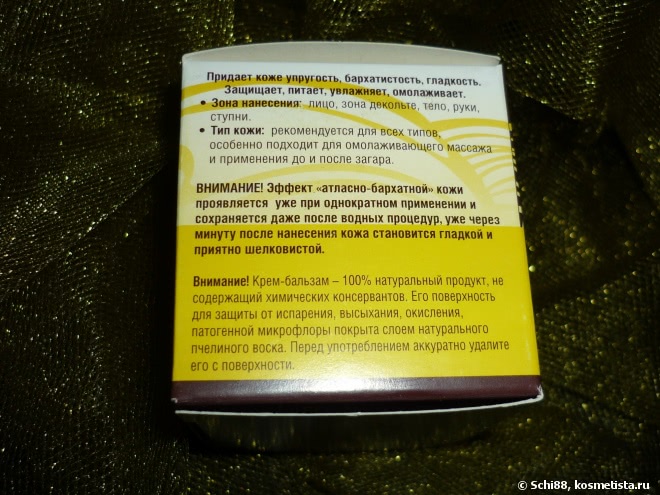 Придает коже упругость, бархатистость, гладкость.
Защищает, питает, увлажняет, омолаживает.
• Зона нанесения: лицо, зона декольте, тело, руки,
ступни.
• Тип кожи: рекомендуется для всех типов,
особенно подходит для омолаживающего массажа
и применения до и после загара.
ВНИМАНИЕ! Эффект «атласно-бархатной» кожи
проявляется уже при однократном применении и
сохраняется даже после водных процедур, уже через
минуту после нанесения кожа становится гладкой и
приятно шелковистой.
Внимание! Крем-бальзам – 100% натуральный продукт, не
содержащий химических консервантов. Его поверхность
для защиты от испарения, высыхания, окисления,
патогенной микрофлоры покрыта слоем натурального
пчелиного воска. Перед употреблением аккуратно удалите
его с поверхности.
© Schi88, kosmetista.ru